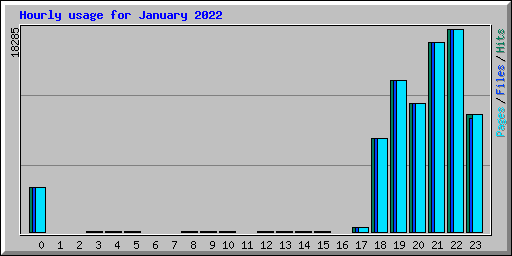 Hourly usage for January 2022
18285
Pages/Files/Hits
0 1 2 3 4 5 6 7 8 9 10 11 12 13 14 15 16 17 18 19 20 21 22 23